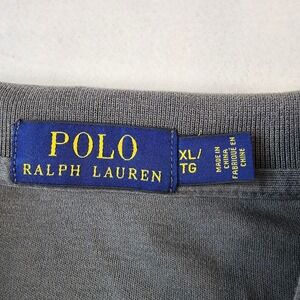 POLO
RALPH LAUREN
XL/
TG
MADE IN
CHINA
FABRIQUÉ EN
CHINE